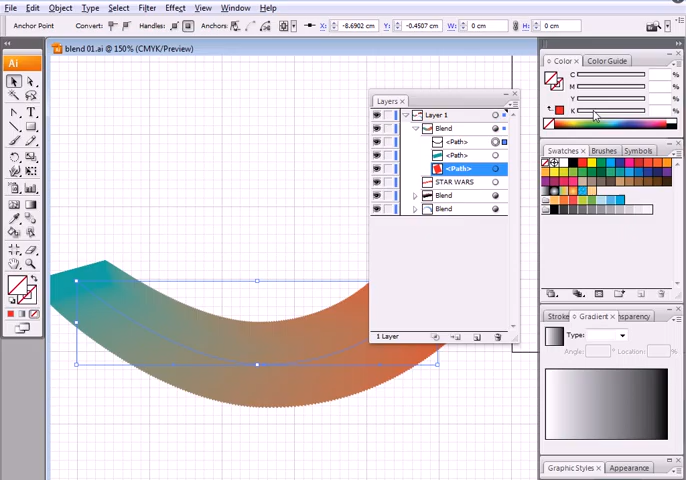 File Edit Object Type Select Filter Effect View Window Help
Anchor Point Convert: Handles: Anchors: X: -8.6902 cm Y: -0.4507 cm W: 0 cm H: 0 cm
Ai
blend 01.ai @ 150% (CMYK/Preview)
Color × Color Guide
C %
M %
Y %
K %
Layers ×
Layer 1
Blend
<Path>
<Path>
<Path>
STAR WARS
Blend
Blend
1 Layer
Swatches × Brushes Symbols
Stroke Gradient × nsparency
Type:
Angle: ° Location: %
Graphic Styles Appearance